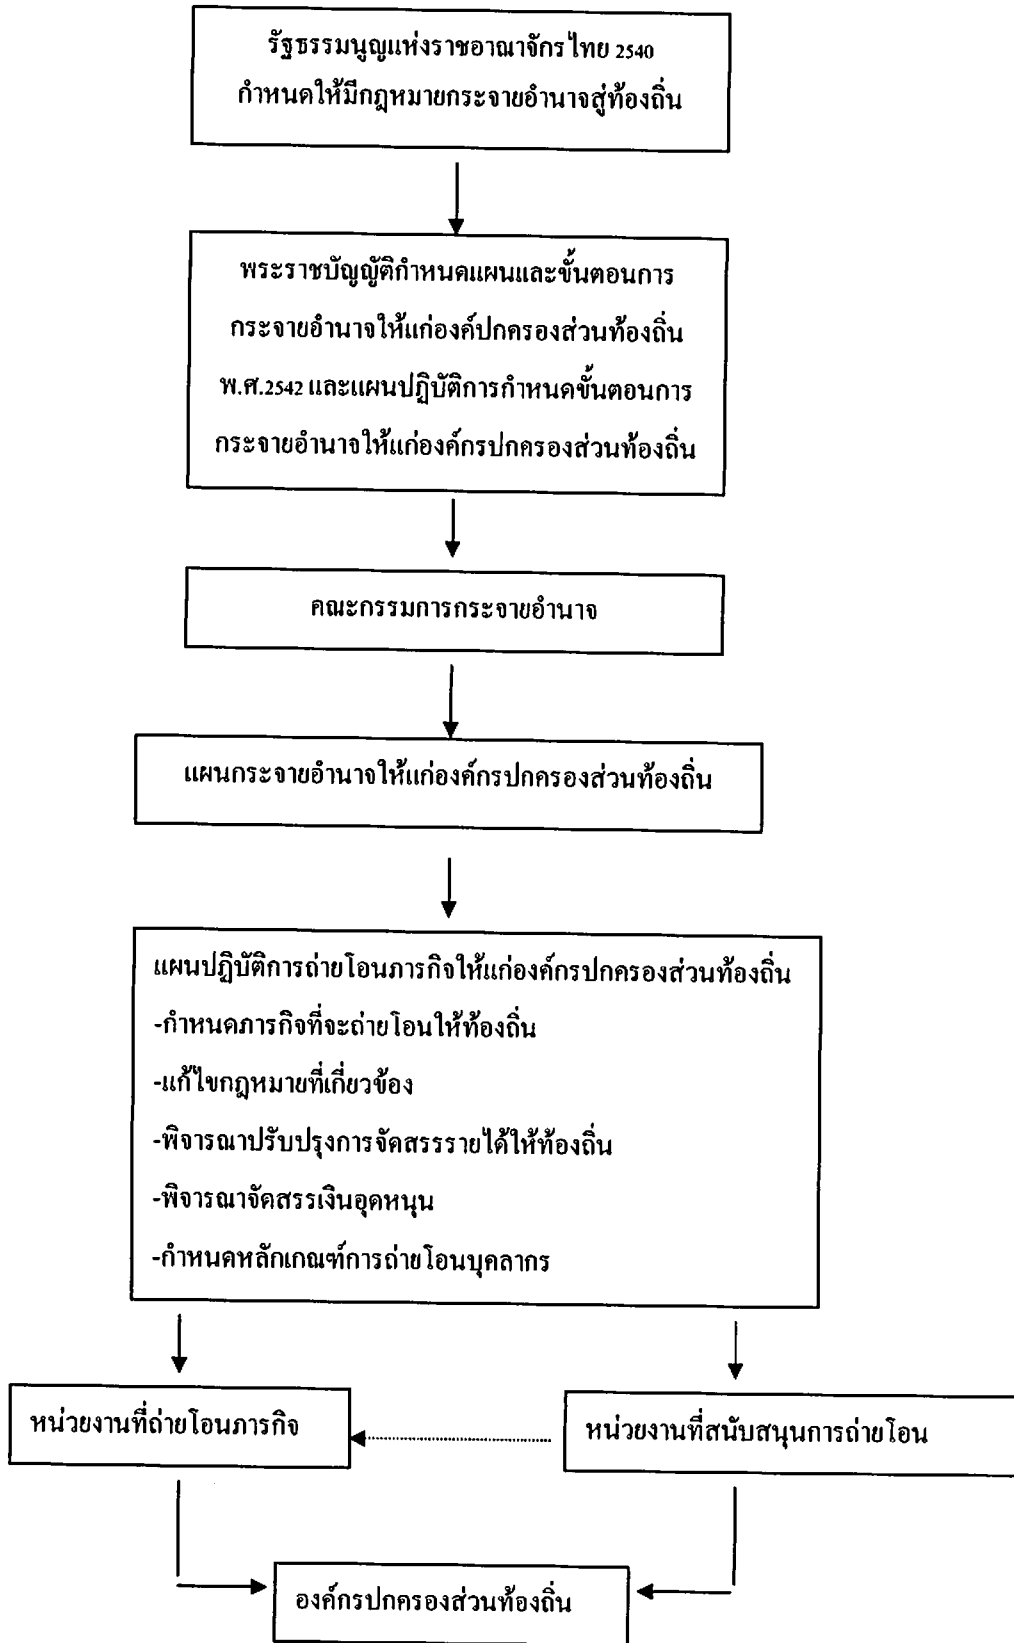 รัฐธรรมนูญแห่งราชอาณาจักรไทย 2540
กำหนดให้มีกฎหมายกระจายอำนาจสู่ท้องถิ่น
พระราชบัญญัติกำหนดแผนและขั้นตอนการ
กระจายอำนาจให้แก่องค์ปกครองส่วนท้องถิ่น
พ.ศ.2542 และแผนปฏิบัติการกำหนดขั้นตอนการ
กระจายอำนาจให้แก่องค์กรปกครองส่วนท้องถิ่น
คณะกรรมการกระจายอำนาจ
แผนกระจายอำนาจให้แก่องค์กรปกครองส่วนท้องถิ่น
แผนปฏิบัติการถ่ายโอนภารกิจให้แก่องค์กรปกครองส่วนท้องถิ่น
-กำหนดภารกิจที่จะถ่ายโอนให้ท้องถิ่น
-แก้ไขกฎหมายที่เกี่ยวข้อง
-พิจารณาปรับปรุงการจัดสรรรายได้ให้ท้องถิ่น
-พิจารณาจัดสรรเงินอุดหนุน
-กำหนดหลักเกณฑ์การถ่ายโอนบุคลากร
หน่วยงานที่ถ่ายโอนภารกิจ
หน่วยงานที่สนับสนุนการถ่ายโอน
องค์กรปกครองส่วนท้องถิ่น